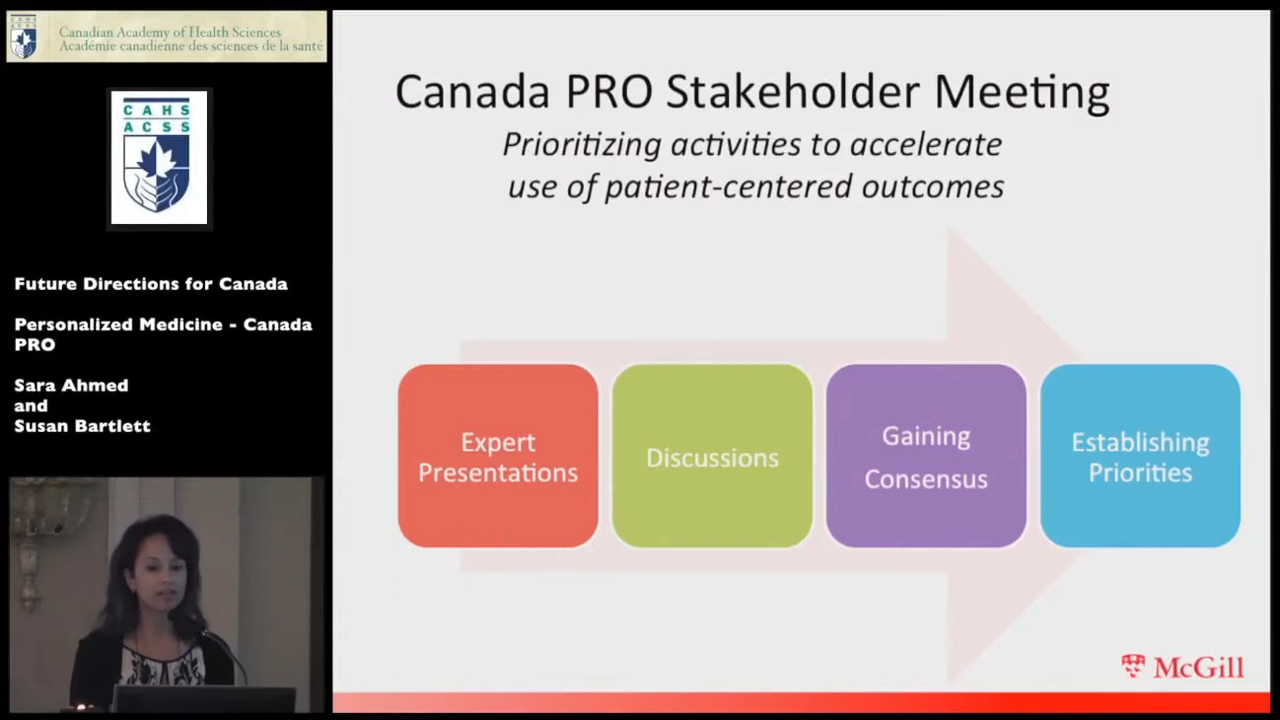 Canadian Academy of Health Sciences
Académie canadienne des sciences de la santé
CAHS
ACSS
Future Directions for Canada
Personalized Medicine - Canada
PRO
Sara Ahmed
and
Susan Bartlett
Canada PRO Stakeholder Meeting
Prioritizing activities to accelerate
use of patient-centered outcomes
Expert
Presentations
Discussions
Gaining
Consensus
Establishing
Priorities
McGill